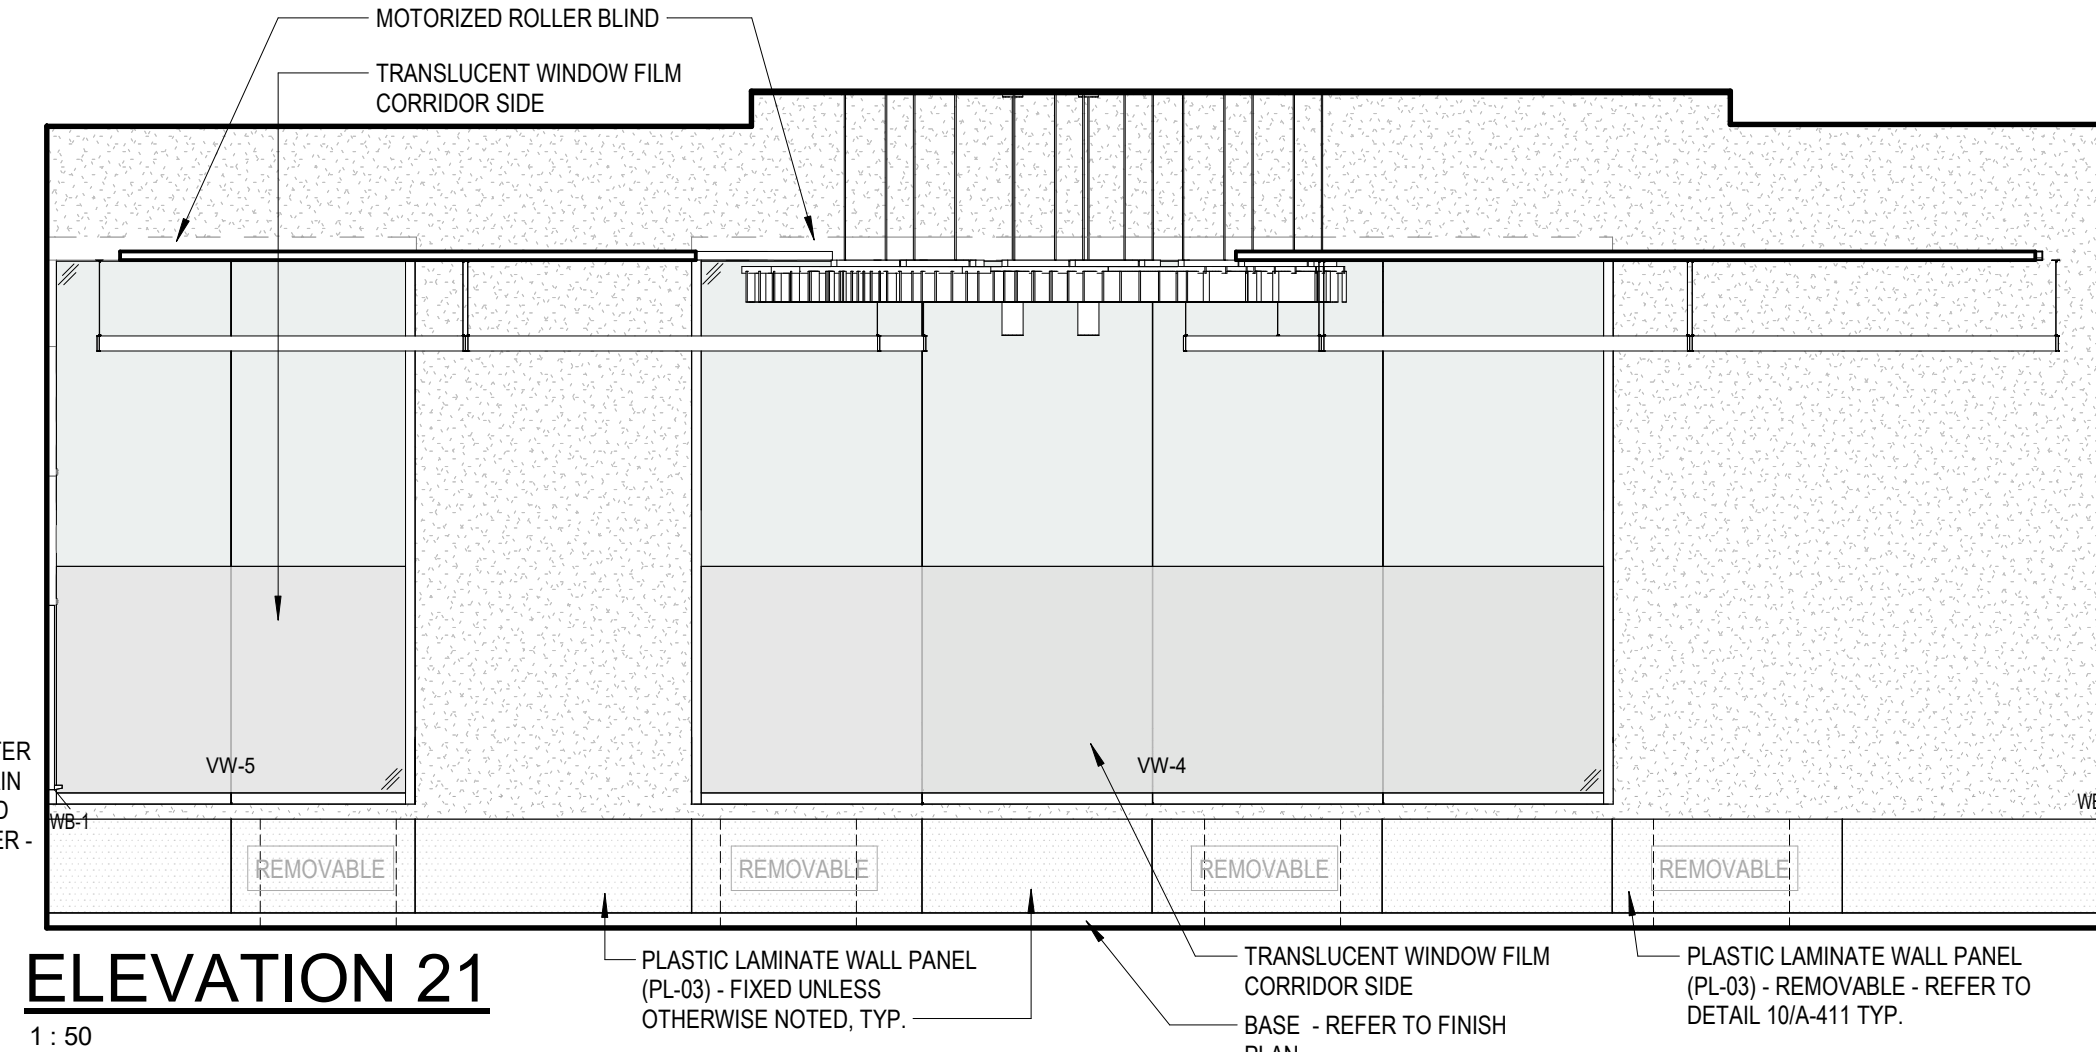 MOTORIZED ROLLER BLIND
TRANSLUCENT WINDOW FILM
CORRIDOR SIDE
VW-5
VW-4
WB-1
REMOVABLE
REMOVABLE
REMOVABLE
REMOVABLE
ELEVATION 21
1 : 50
PLASTIC LAMINATE WALL PANEL
(PL-03) - FIXED UNLESS
OTHERWISE NOTED, TYP.
TRANSLUCENT WINDOW FILM
CORRIDOR SIDE
BASE - REFER TO FINISH
PLAN
PLASTIC LAMINATE WALL PANEL
(PL-03) - REMOVABLE - REFER TO
DETAIL 10/A-411 TYP.